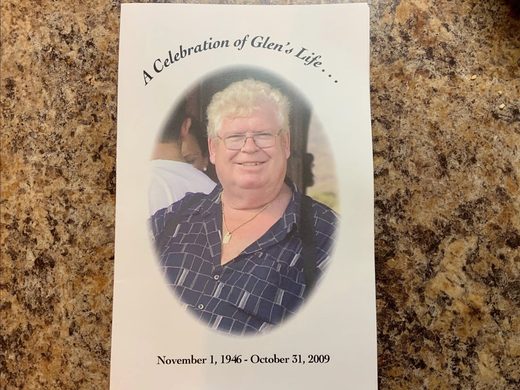 A Celebration of Glen's Life . . .
November 1, 1946 - October 31, 2009